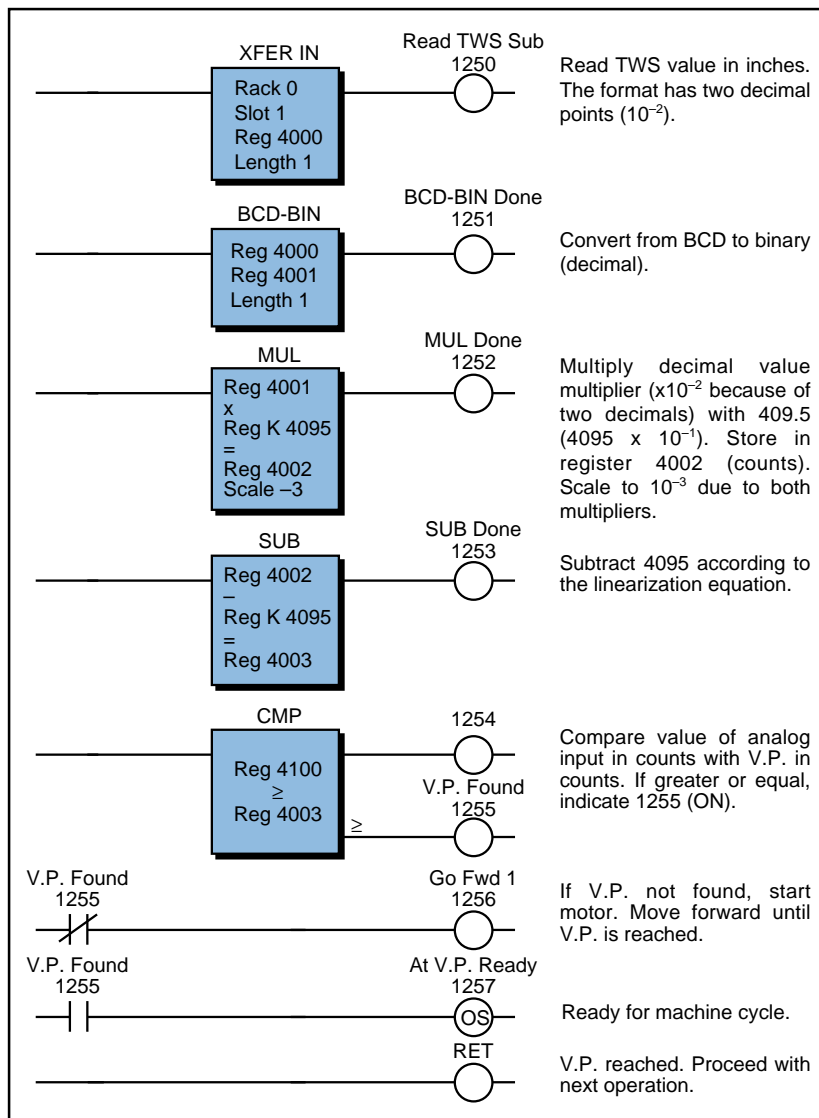 XFER IN
Read TWS Sub
1250
Rack 0
Slot 1
Reg 4000
Length 1
Read TWS value in inches.
The format has two decimal
points (10⁻²).
BCD-BIN
BCD-BIN Done
1251
Reg 4000
Reg 4001
Length 1
Convert from BCD to binary
(decimal).
MUL
MUL Done
1252
Reg 4001
x
Reg K 4095
=
Reg 4002
Scale –3
Multiply decimal value
multiplier (x10⁻² because of
two decimals) with 409.5
(4095 x 10⁻¹). Store in
register 4002 (counts).
Scale to 10⁻³ due to both
multipliers.
SUB
SUB Done
1253
Reg 4002
–
Reg K 4095
=
Reg 4003
Subtract 4095 according to
the linearization equation.
CMP
1254
Reg 4100
≥
Reg 4003
≥
V.P. Found
1255
Compare value of analog
input in counts with V.P. in
counts. If greater or equal,
indicate 1255 (ON).
V.P. Found
1255
Go Fwd 1
1256
If V.P. not found, start
motor. Move forward until
V.P. is reached.
V.P. Found
1255
At V.P. Ready
1257
OS
Ready for machine cycle.
RET
V.P. reached. Proceed with
next operation.